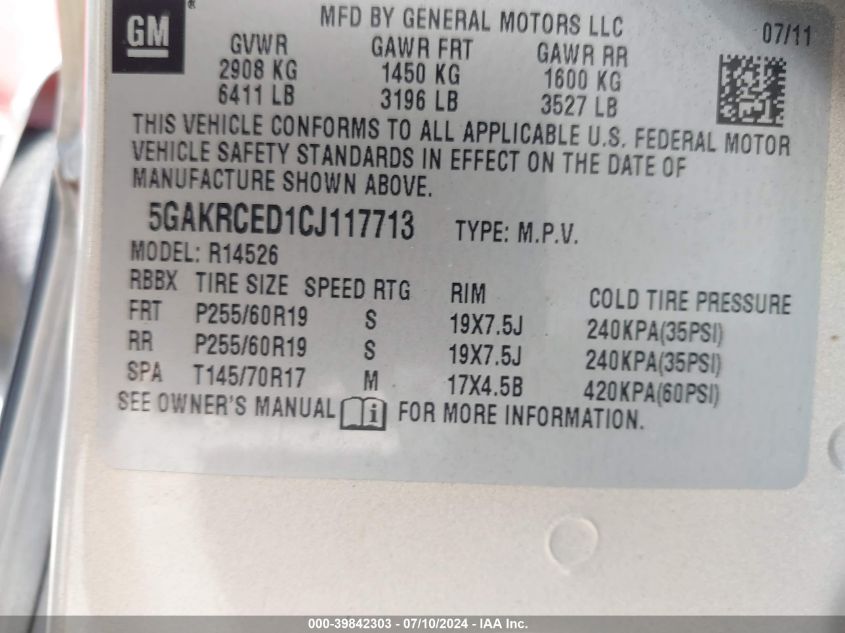 GM ®
MFD BY GENERAL MOTORS LLC
07/11
GVWR GAWR FRT GAWR RR
2908 KG 1450 KG 1600 KG
6411 LB 3196 LB 3527 LB
THIS VEHICLE CONFORMS TO ALL APPLICABLE U.S. FEDERAL MOTOR
VEHICLE SAFETY STANDARDS IN EFFECT ON THE DATE OF
MANUFACTURE SHOWN ABOVE.
5GAKRCED1CJ117713 TYPE: M.P.V.
MODEL: R14526
RBBX TIRE SIZE SPEED RTG RIM COLD TIRE PRESSURE
FRT P255/60R19 S 19X7.5J 240KPA(35PSI)
RR P255/60R19 S 19X7.5J 240KPA(35PSI)
SPA T145/70R17 M 17X4.5B 420KPA(60PSI)
SEE OWNER'S MANUAL i FOR MORE INFORMATION.
000-39842303 - 07/10/2024 - IAA Inc.